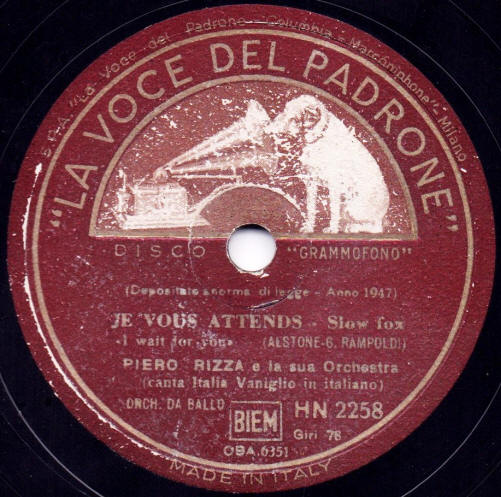 S.p.A. "La Voce del Padrone - Columbia - Marconiphone" Milano
"LA VOCE DEL PADRONE"
DISCO "GRAMMOFONO"
(Depositato a norma di legge - Anno 1947)
JE VOUS ATTENDS - Slow fox
«I wait for you» (ALSTONE-G. RAMPOLDI)
PIERO RIZZA e la sua Orchestra
(canta Italia Vaniglio in italiano)
ORCH. DA BALLO BIEM HN 2258
Giri 78
OBA.6351
MADE IN ITALY